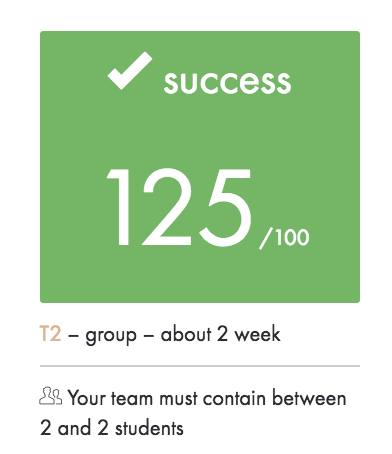 success
125 /100
T2 – group – about 2 week
Your team must contain between
2 and 2 students